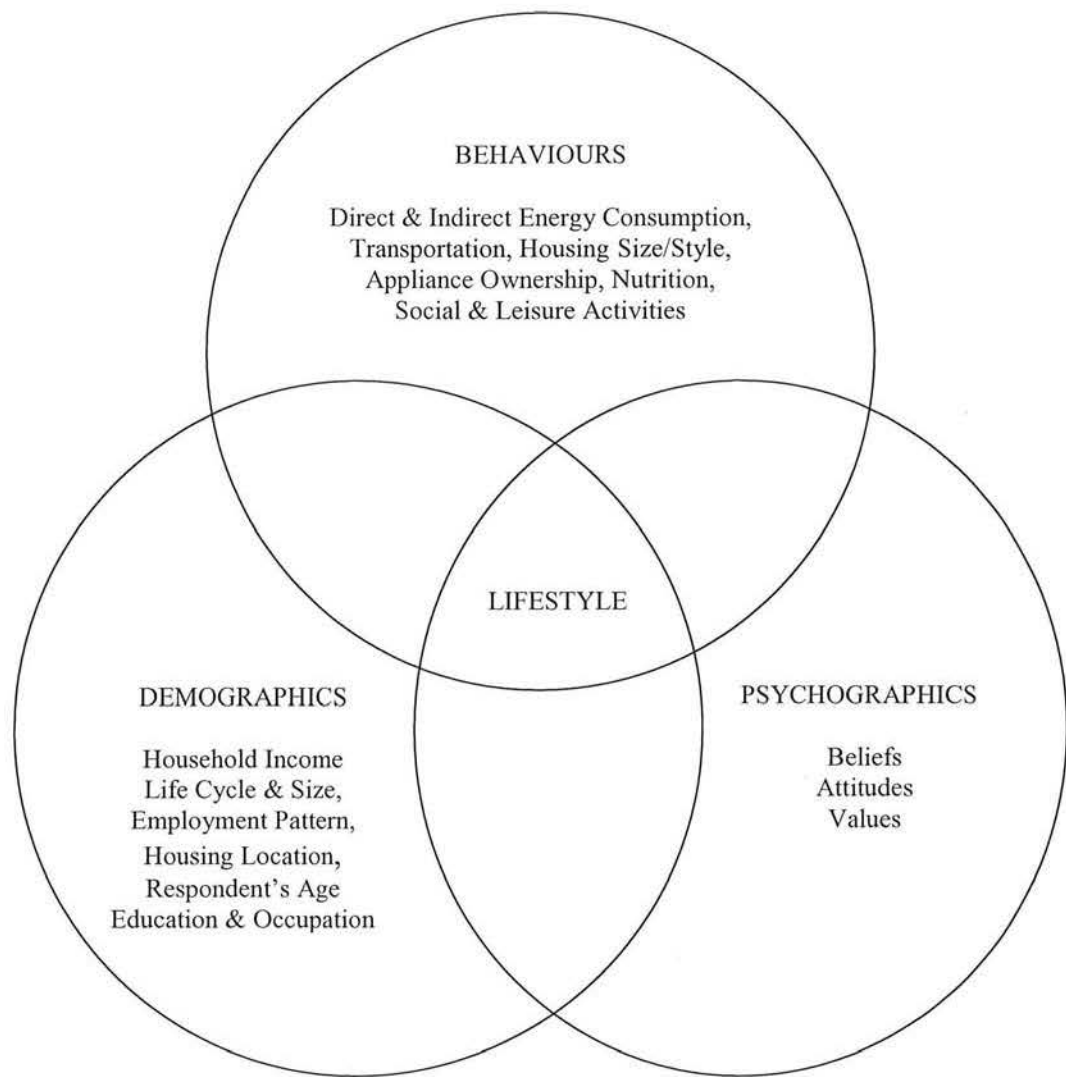 BEHAVIOURS
Direct & Indirect Energy Consumption,
Transportation, Housing Size/Style,
Appliance Ownership, Nutrition,
Social & Leisure Activities
LIFESTYLE
DEMOGRAPHICS
Household Income
Life Cycle & Size,
Employment Pattern,
Housing Location,
Respondent’s Age
Education & Occupation
PSYCHOGRAPHICS
Beliefs
Attitudes
Values